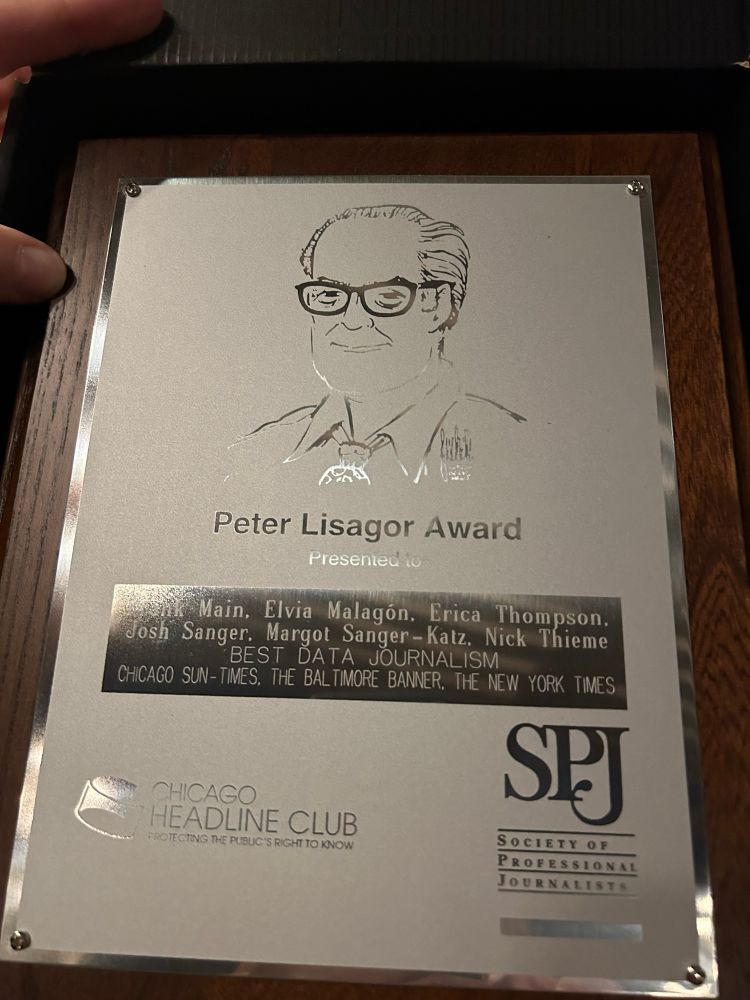 Peter Lisagor Award
Presented to
Main, Elvia Malagón, Erica Thompson,
Josh Sanger, Margot Sanger-Katz, Nick Thieme
BEST DATA JOURNALISM
CHICAGO SUN-TIMES, THE BALTIMORE BANNER, THE NEW YORK TIMES
CHICAGO
HEADLINE CLUB
PROTECTING THE PUBLIC'S RIGHT TO KNOW
SPJ
SOCIETY OF
PROFESSIONAL
JOURNALISTS